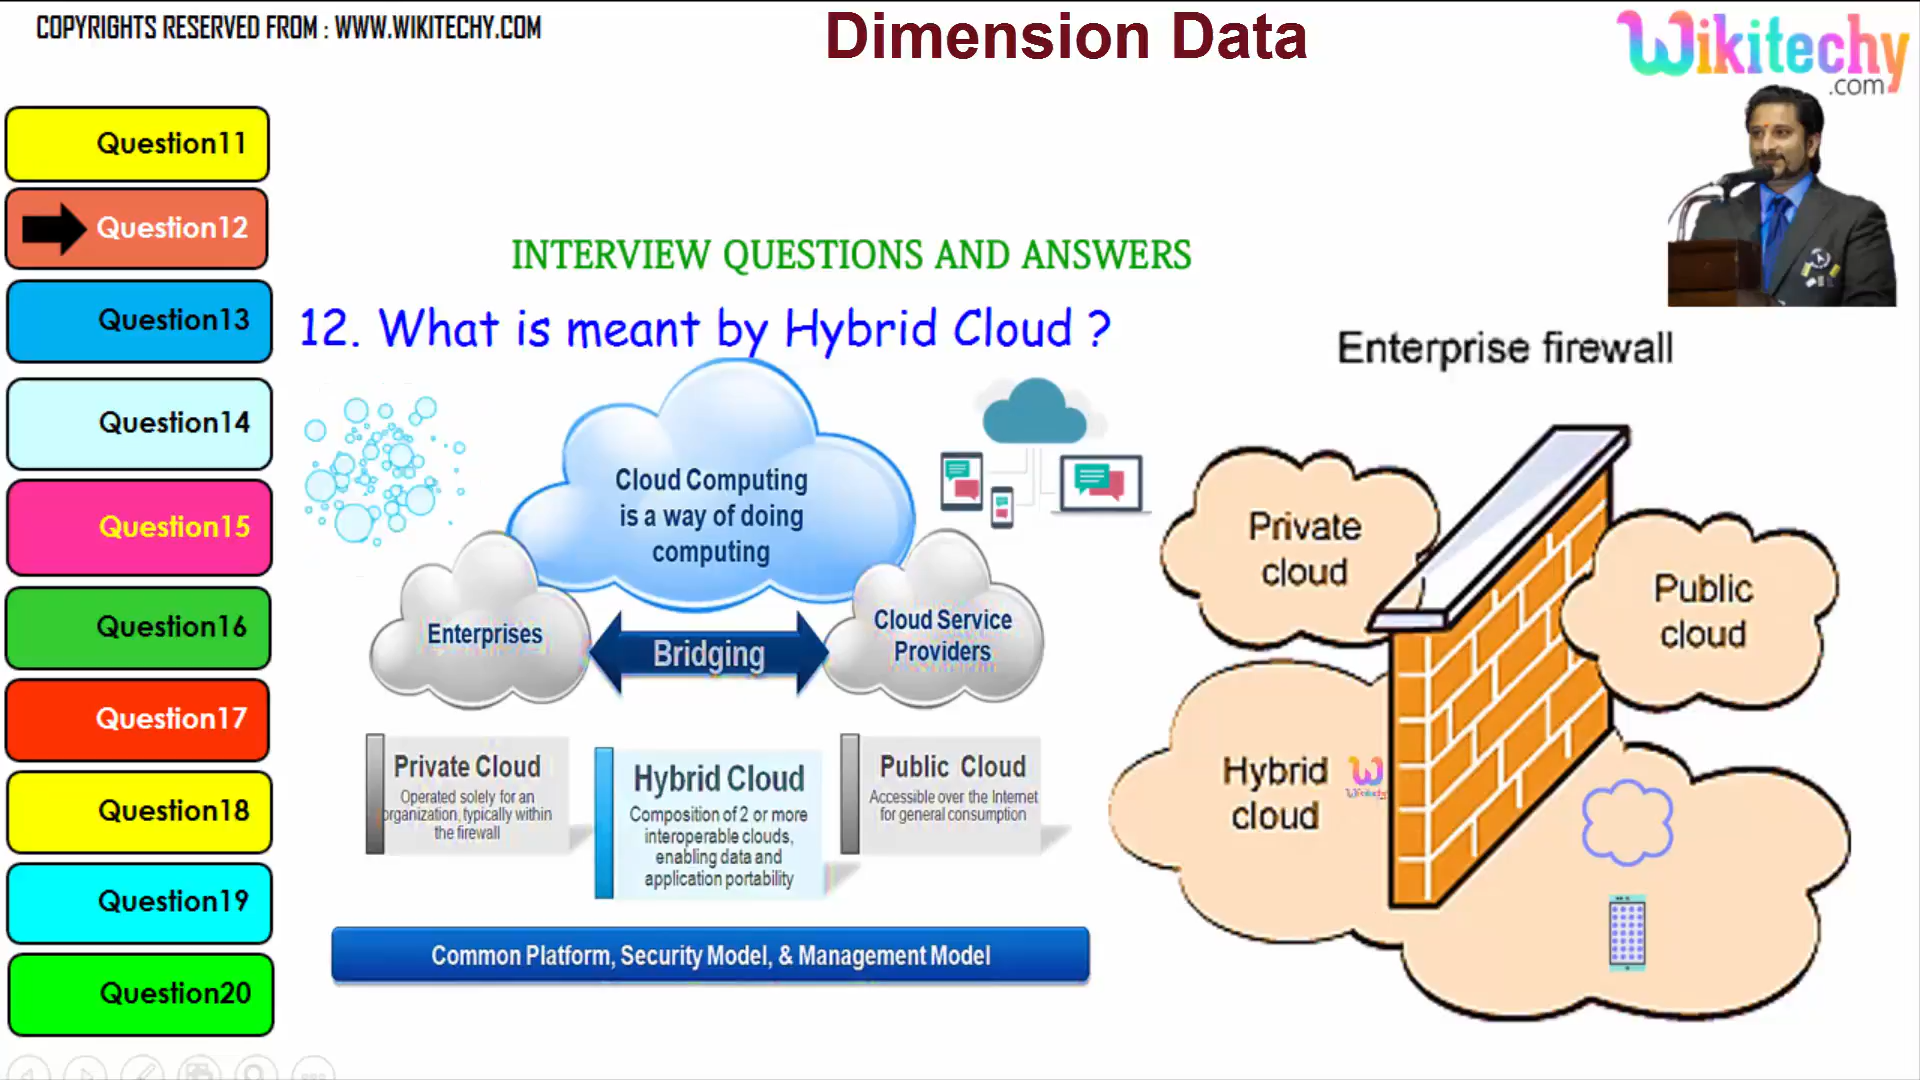 COPYRIGHTS RESERVED FROM : WWW.WIKITECHY.COM
Dimension Data
Wikitechy
.com
Question11
Question12
Question13
Question14
Question15
Question16
Question17
Question18
Question19
Question20
INTERVIEW QUESTIONS AND ANSWERS
12. What is meant by Hybrid Cloud ?
Cloud Computing
is a way of doing
computing
Enterprises
Bridging
Cloud Service
Providers
Private Cloud
Operated solely for an
organization, typically within
the firewall
Hybrid Cloud
Composition of 2 or more
interoperable clouds,
enabling data and
application portability
Public Cloud
Accessible over the Internet
for general consumption
Common Platform, Security Model, & Management Model
Enterprise firewall
Private
cloud
Public
cloud
Hybrid
cloud
Wikitechy